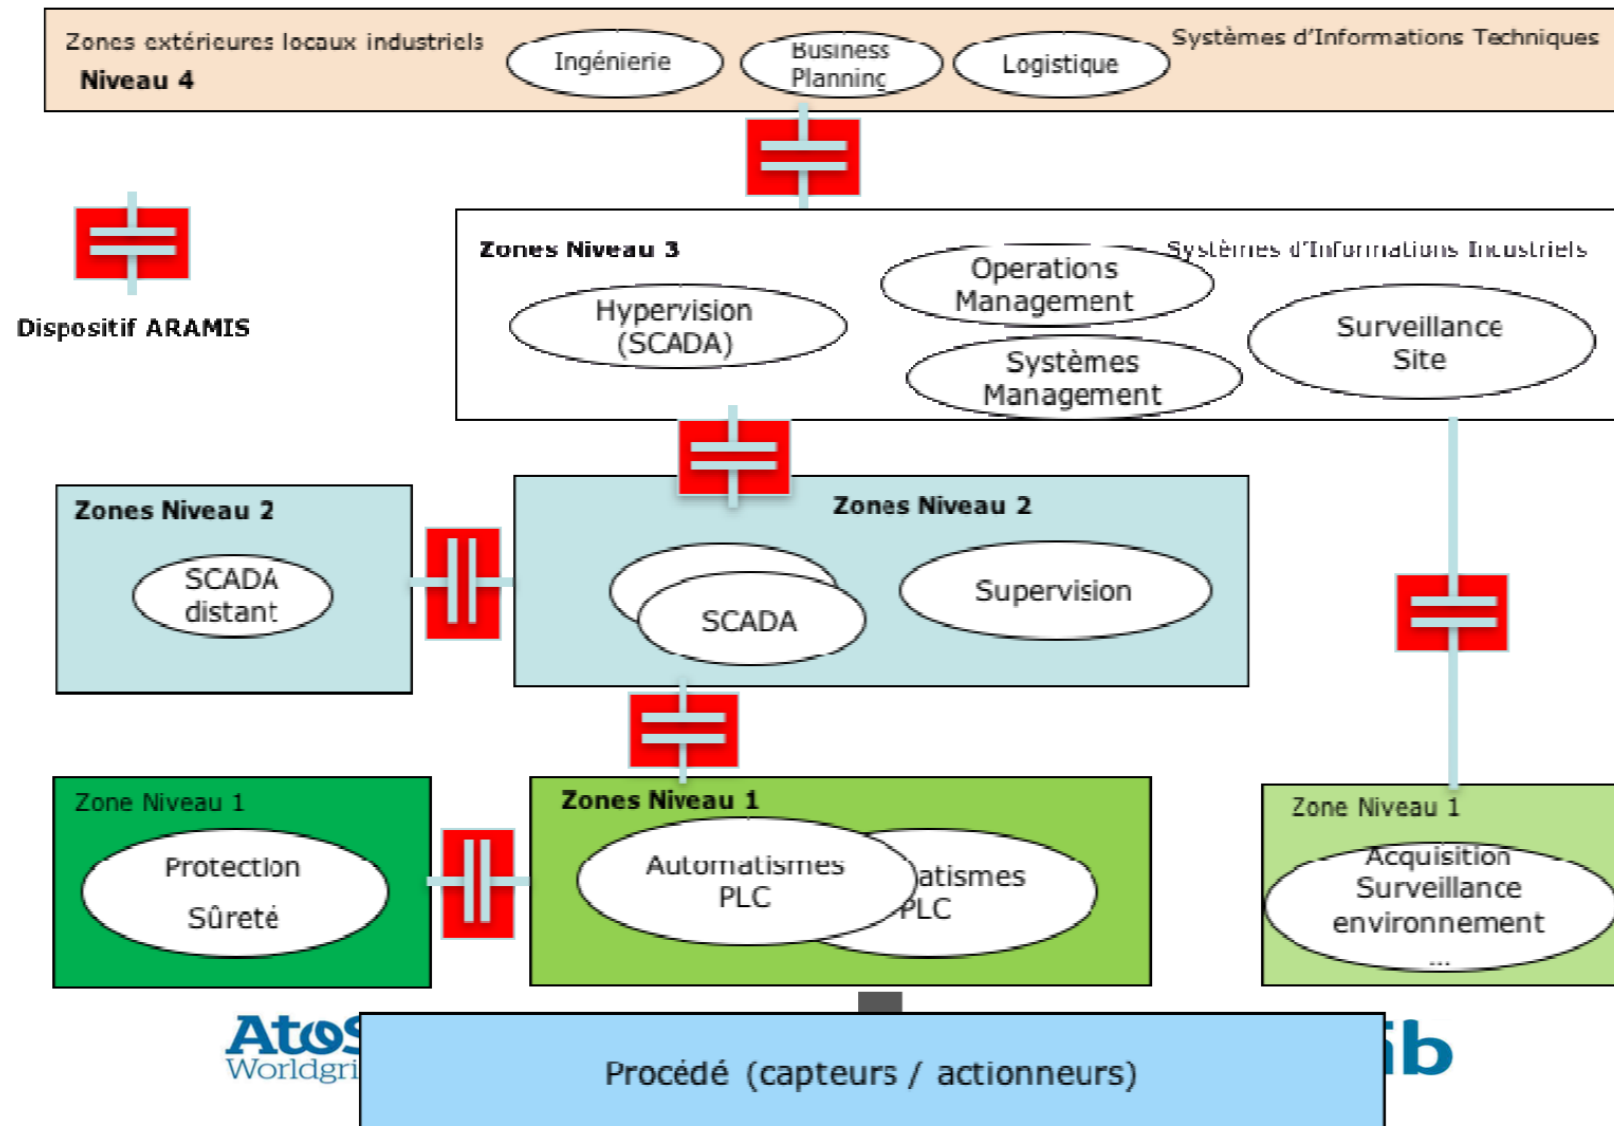 Zones extérieures locaux industriels
Niveau 4
Ingénierie
Business
Planning
Logistique
Systèmes d'Informations Techniques
Dispositif ARAMIS
Zones Niveau 3
Systèmes d'Informations Industriels
Hypervision
(SCADA)
Operations
Management
Systèmes
Management
Surveillance
Site
Zones Niveau 2
SCADA
distant
Zones Niveau 2
SCADA
Supervision
Zone Niveau 1
Protection
Sûreté
Zones Niveau 1
Automatismes
PLC
atismes
PLC
Zone Niveau 1
Acquisition
Surveillance
environnement
...
Atos
Worldgri
Procédé (capteurs / actionneurs)
ib